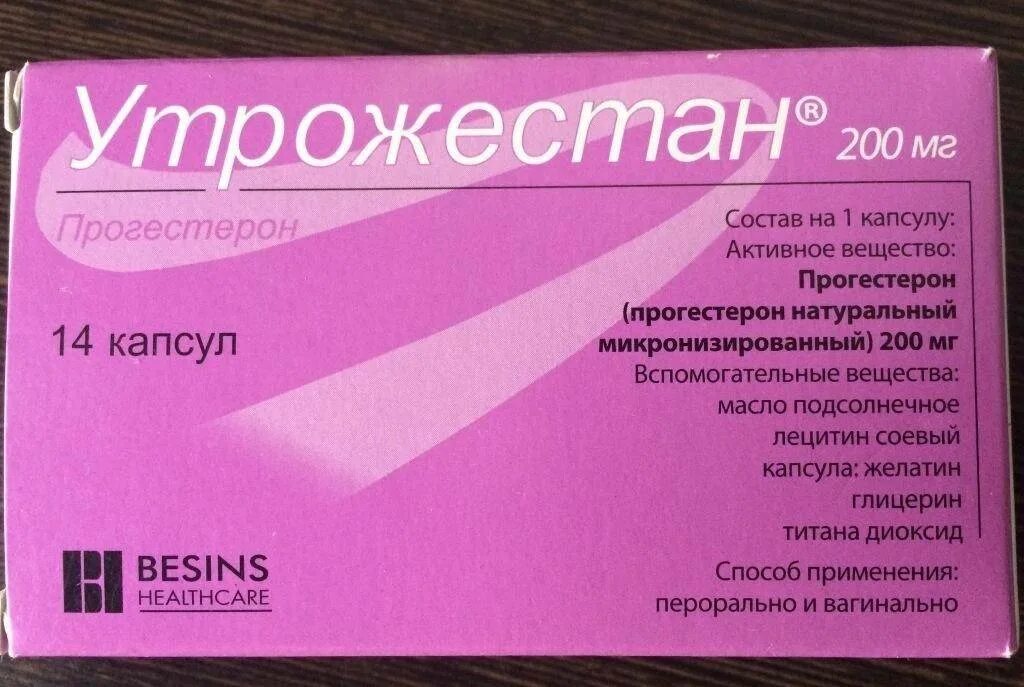 Утрожестан® 200 мг
Прогестерон
14 капсул
Состав на 1 капсулу:
Активное вещество:
Прогестерон
(прогестерон натуральный
микронизированный) 200 мг
Вспомогательные вещества:
масло подсолнечное
лецитин соевый
капсула: желатин
глицерин
титана диоксид
Способ применения:
перорально и вагинально
BESINS
HEALTHCARE